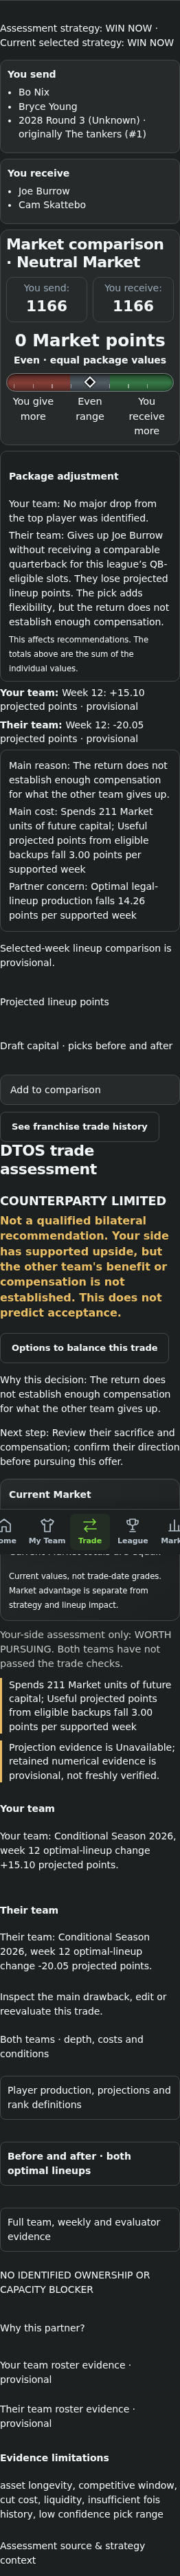 Assessment strategy: WIN NOW ·
Current selected strategy: WIN NOW
You send
• Bo Nix
• Bryce Young
• 2028 Round 3 (Unknown) ·
originally The tankers (#1)
You receive
• Joe Burrow
• Cam Skattebo
Market comparison
· Neutral Market
You send:
1166
You receive:
1166
0 Market points
Even · equal package values
You give
more
Even
range
You
receive
more
Package adjustment
Your team: No major drop from
the top player was identified.
Their team: Gives up Joe Burrow
without receiving a comparable
quarterback for this league's QB-
eligible slots. They lose projected
lineup points. The pick adds
flexibility, but the return does not
establish enough compensation.
This affects recommendations. The
totals above are the sum of the
individual values.
Your team: Week 12: +15.10
projected points · provisional
Their team: Week 12: -20.05
projected points · provisional
Main reason: The return does not
establish enough compensation
for what the other team gives up.
Main cost: Spends 211 Market
units of future capital; Useful
projected points from eligible
backups fall 3.00 points per
supported week
Partner concern: Optimal legal-
lineup production falls 14.26
points per supported week
Selected-week lineup comparison is
provisional.
Projected lineup points
Draft capital · picks before and after
Add to comparison
See franchise trade history
DTOS trade
assessment
COUNTERPARTY LIMITED
Not a qualified bilateral
recommendation. Your side
has supported upside, but
the other team's benefit or
compensation is not
established. This does not
predict acceptance.
Options to balance this trade
Why this decision: The return does
not establish enough compensation
for what the other team gives up.
Next step: Review their sacrifice and
compensation; confirm their direction
before pursuing this offer.
Current Market
ome
My Team
Trade
League
Mark
Current values, not trade-date grades.
Market advantage is separate from
strategy and lineup impact.
Your-side assessment only: WORTH
PURSUING. Both teams have not
passed the trade checks.
Spends 211 Market units of future
capital; Useful projected points
from eligible backups fall 3.00
points per supported week
Projection evidence is Unavailable;
retained numerical evidence is
provisional, not freshly verified.
Your team
Your team: Conditional Season 2026,
week 12 optimal-lineup change
+15.10 projected points.
Their team
Their team: Conditional Season
2026, week 12 optimal-lineup
change -20.05 projected points.
Inspect the main drawback, edit or
reevaluate this trade.
Both teams · depth, costs and
conditions
Player production, projections and
rank definitions
Before and after · both
optimal lineups
Full team, weekly and evaluator
evidence
NO IDENTIFIED OWNERSHIP OR
CAPACITY BLOCKER
Why this partner?
Your team roster evidence ·
provisional
Their team roster evidence ·
provisional
Evidence limitations
asset longevity, competitive window,
cut cost, liquidity, insufficient fois
history, low confidence pick range
Assessment source & strategy
context